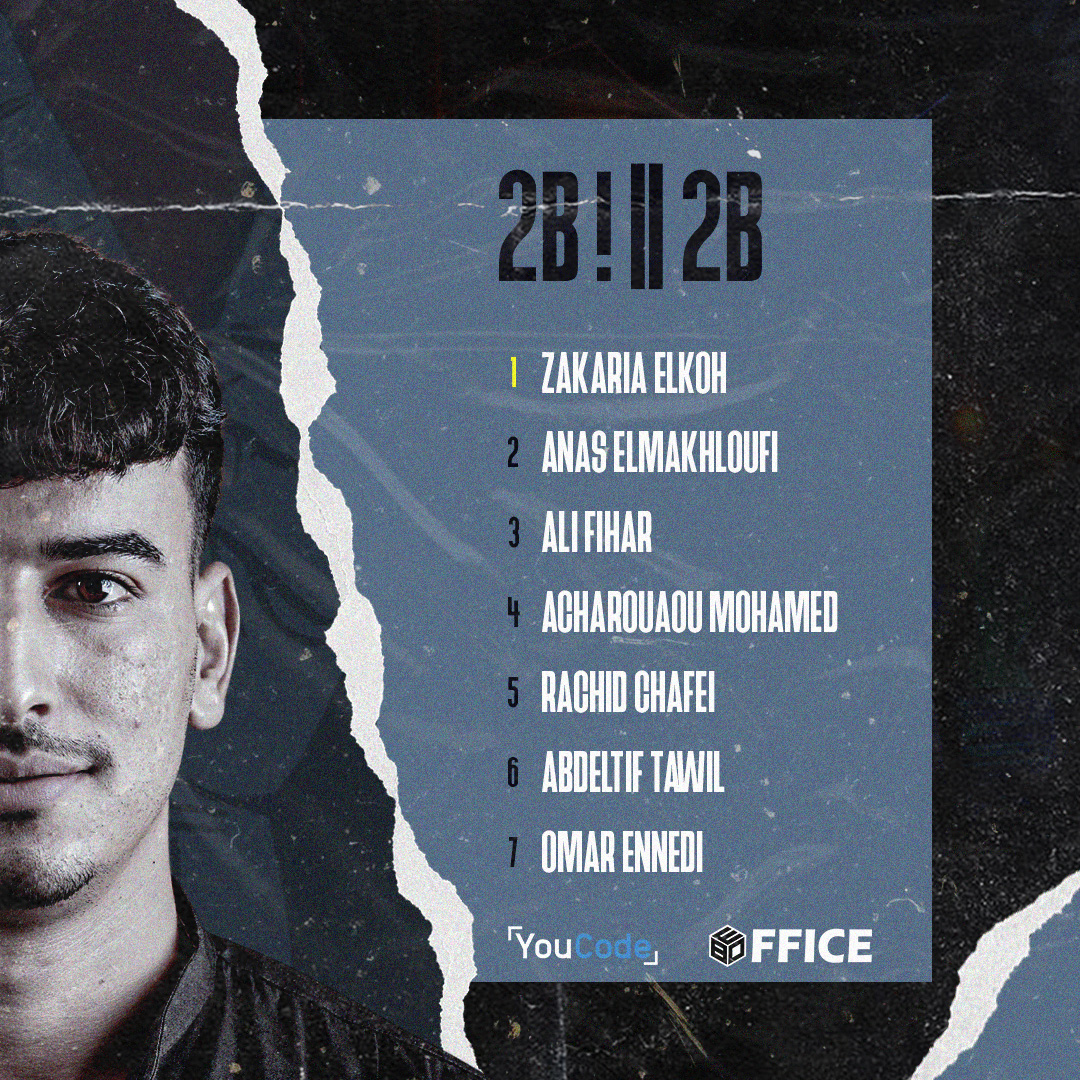 2B ! || 2B
1 ZAKARIA ELKOH
2 ANAS ELMAKHLOUFI
3 ALI FIHAR
4 ACHAROUAOU MOHAMED
5 RACHID CHAFEI
6 ABDELTIF TAWIL
7 OMAR ENNEDI
YouCode FFICE